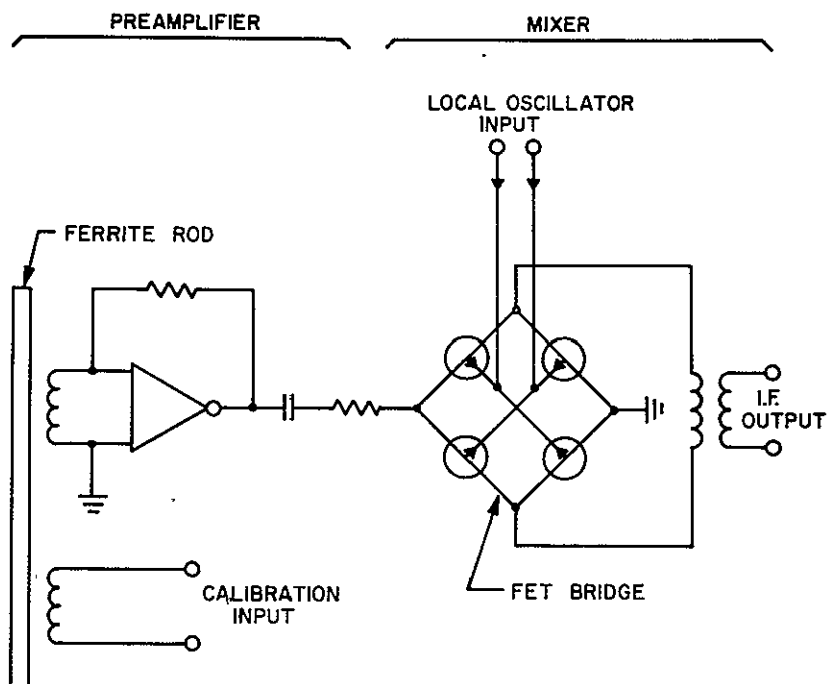 PREAMPLIFIER
MIXER
LOCAL OSCILLATOR
INPUT
FERRITE ROD
I.F.
OUTPUT
CALIBRATION
INPUT
FET BRIDGE